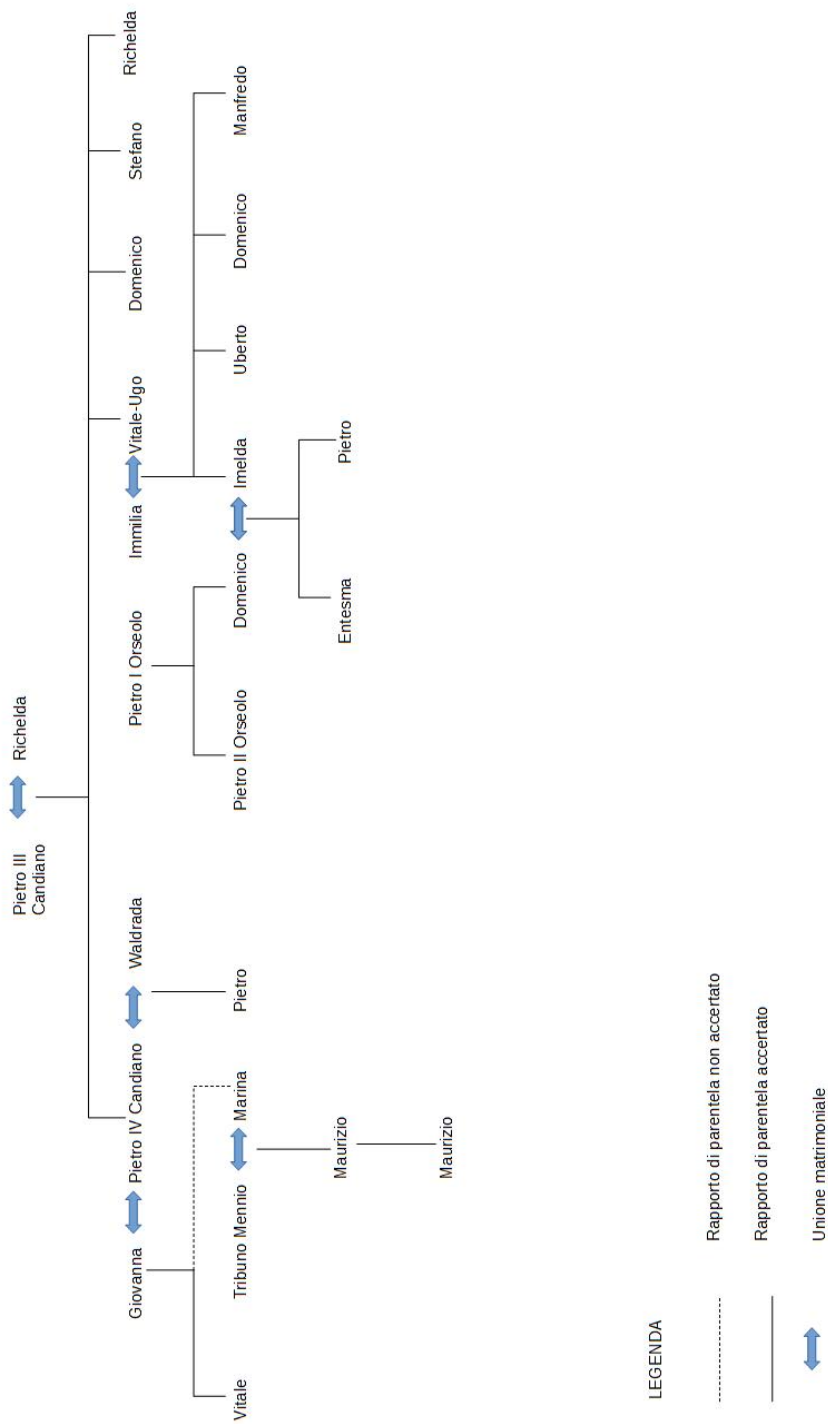 Pietro III
Candiano
Richelda
Giovanna
Pietro IV Candiano
Waldrada
Pietro I Orseolo
Immilia
Vitale-Ugo
Domenico
Stefano
Richelda
Vitale
Tribuno Mennio
Marina
Pietro
Pietro II Orseolo
Domenico
Imelda
Uberto
Domenico
Manfredo
Maurizio
Entesma
Pietro
Maurizio
LEGENDA
Rapporto di parentela non accertato
Rapporto di parentela accertato
Unione matrimoniale